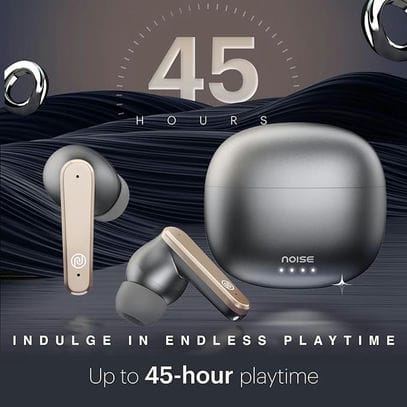 45
HOURS
NOISE
INDULGE IN ENDLESS PLAYTIME
Up to 45-hour playtime